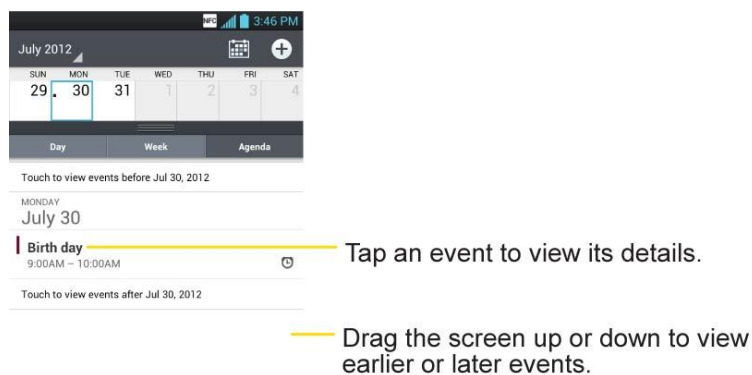 NFC 3:46 PM
July 2012
SUN MON TUE WED THU FRI SAT
29 30 31 1 2 3 4
Day Week Agenda
Touch to view events before Jul 30, 2012
MONDAY
July 30
Birth day
9:00AM – 10:00AM
Tap an event to view its details.
Touch to view events after Jul 30, 2012
Drag the screen up or down to view
earlier or later events.